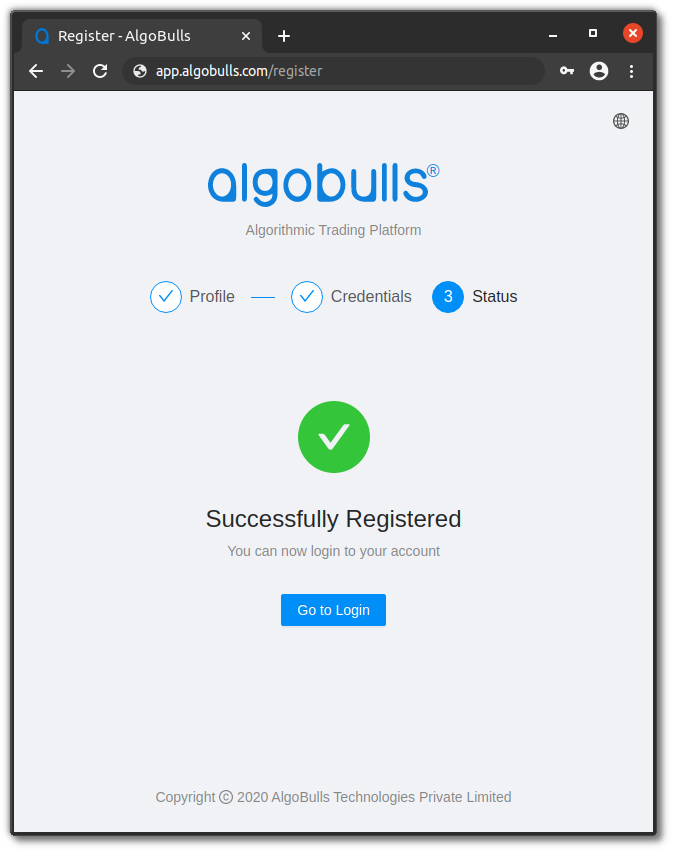 Register - AlgoBulls
app.algobulls.com/register
algobulls®
Algorithmic Trading Platform
Profile Credentials 3 Status
Successfully Registered
You can now login to your account
Go to Login
Copyright © 2020 AlgoBulls Technologies Private Limited